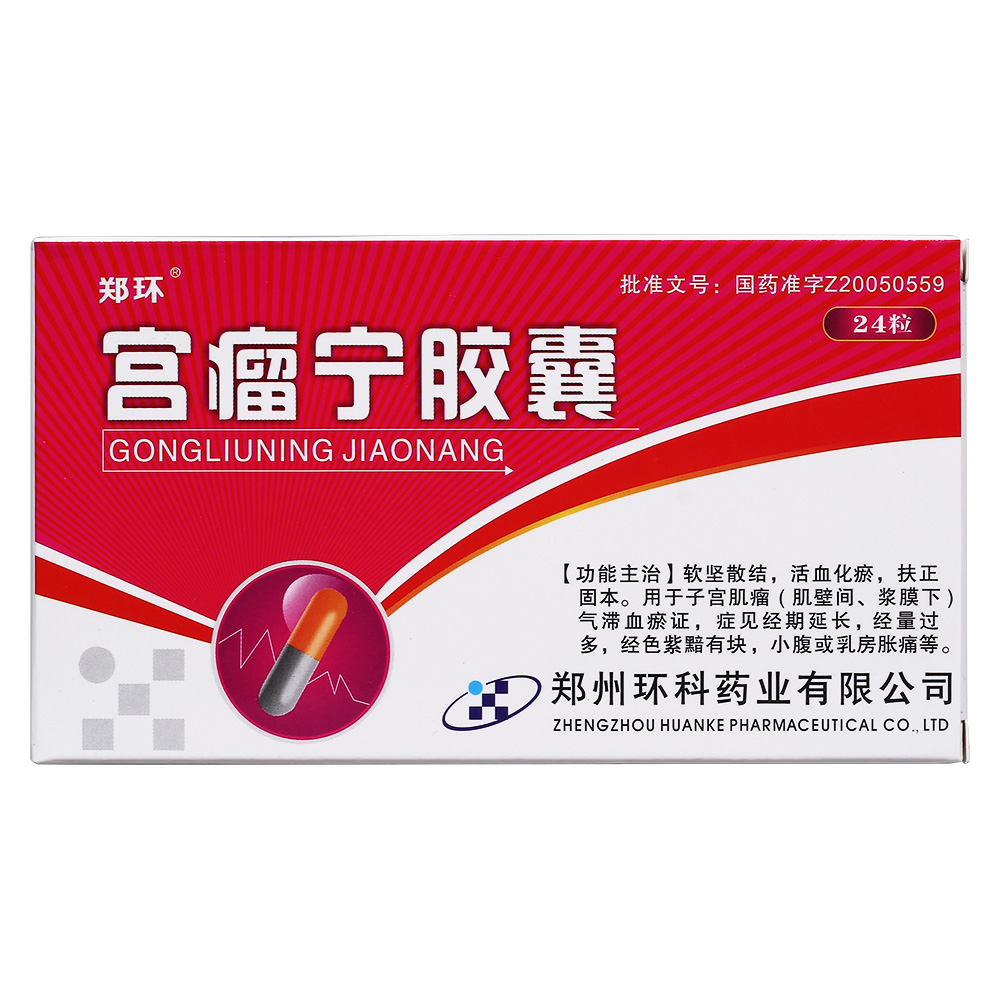 郑环®
批准文号：国药准字Z20050559
24粒
宫瘤宁胶囊
GONGLIUNING JIAONANG
【功能主治】软坚散结，活血化瘀，扶正
固本。用于子宫肌瘤（肌壁间、浆膜下）
气滞血瘀证，症见经期延长，经量过
多，经色紫黯有块，小腹或乳房胀痛等。
郑州环科药业有限公司
ZHENGZHOU HUANKE PHARMACEUTICAL CO., LTD